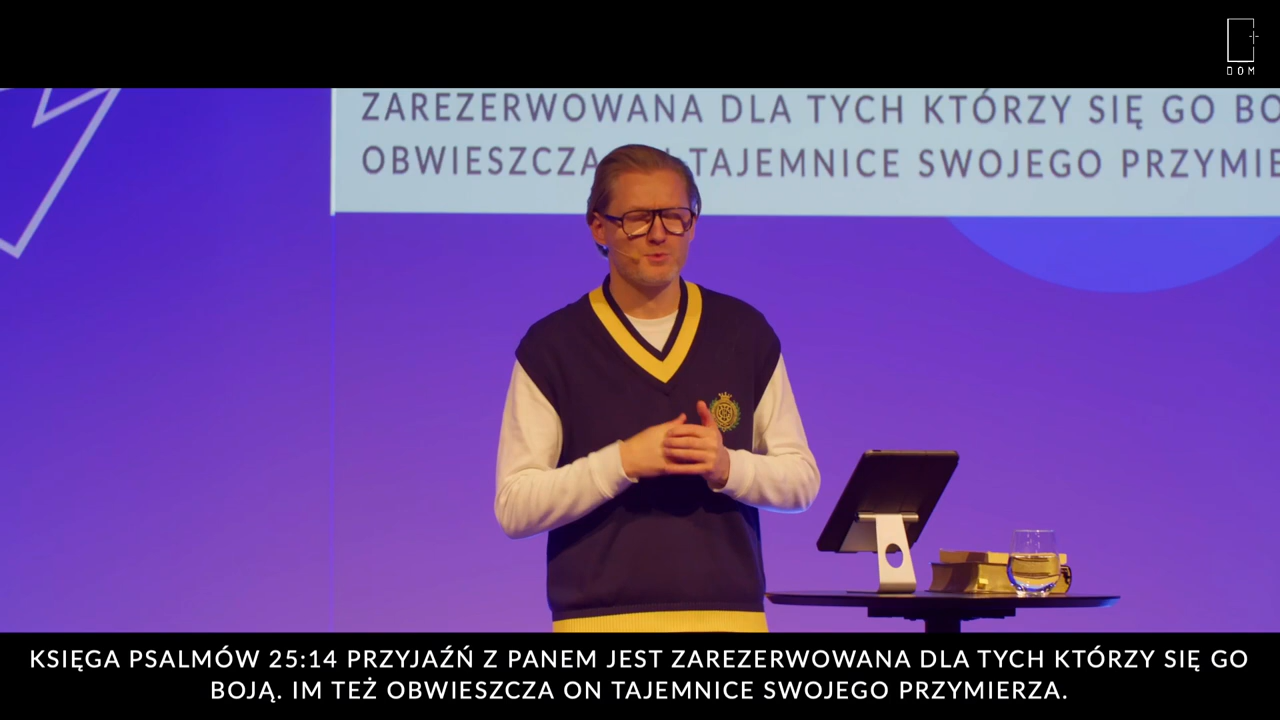 DOM
ZAREZERWOWANA DLA TYCH KTÓRZY SIĘ GO
OBWIESZCZA TAJEMNICE SWOJEGO
KSIĘGA PSALMÓW 25:14 PRZYJAŹŃ Z PANEM JEST ZAREZERWOWANA DLA TYCH KTÓRZY SIĘ GO
BOJĄ. IM TEŻ OBWIESZCZA ON TAJEMNICE SWOJEGO PRZYMIERZA.